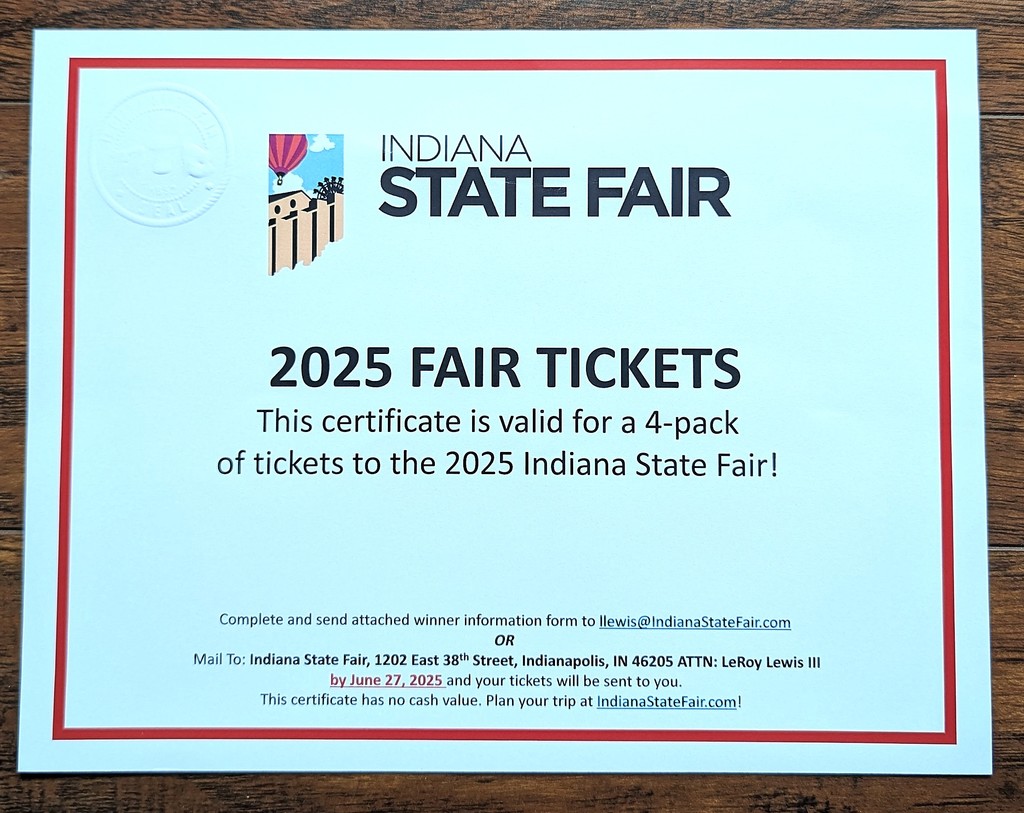 INDIANA
STATE FAIR
2025 FAIR TICKETS
This certificate is valid for a 4-pack
of tickets to the 2025 Indiana State Fair!
Complete and send attached winner information form to llewis@IndianaStateFair.com
OR
Mail To: Indiana State Fair, 1202 East 38th Street, Indianapolis, IN 46205 ATTN: LeRoy Lewis III
by June 27, 2025 and your tickets will be sent to you.
This certificate has no cash value. Plan your trip at IndianaStateFair.com!